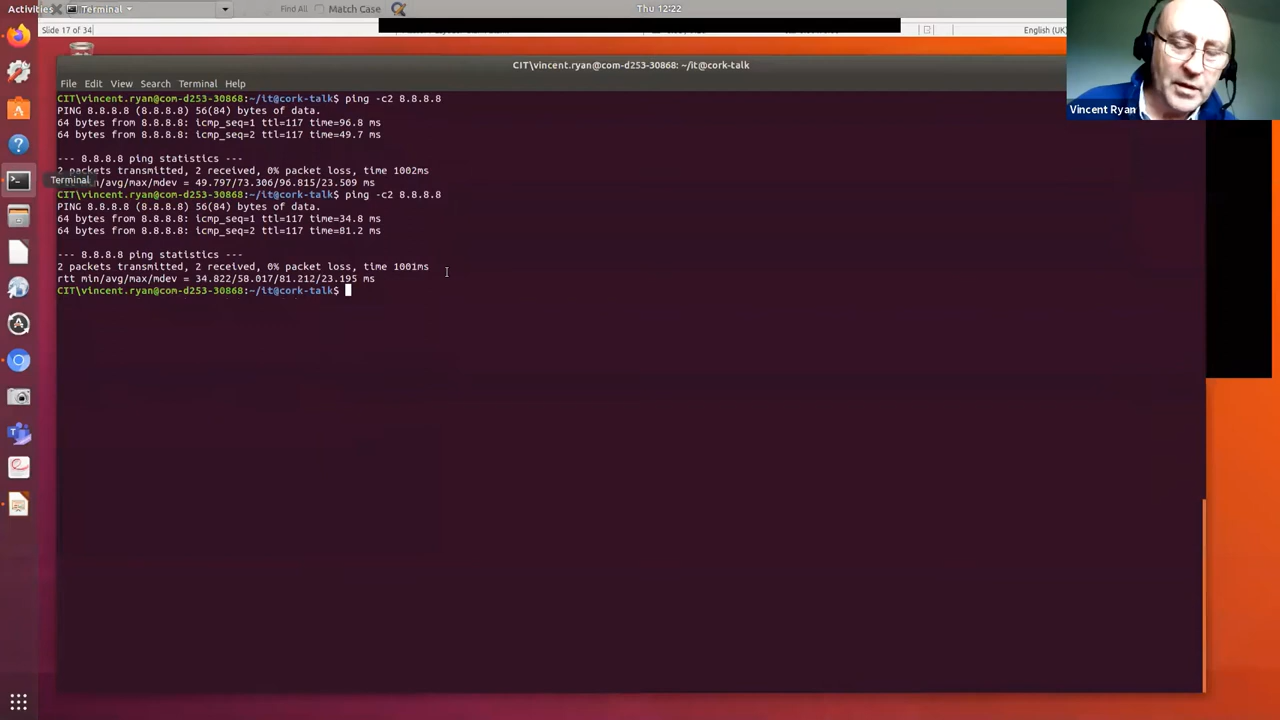 Activities
Terminal
Find All
Match Case
Thu 12:22
Slide 17 of 34
English (UK)
CIT\vincent.ryan@com-d253-30868: ~/it@cork-talk
File Edit View Search Terminal Help
Vincent Ryan
CIT\vincent.ryan@com-d253-30868:~/it@cork-talk$ ping -c2 8.8.8.8
PING 8.8.8.8 (8.8.8.8) 56(84) bytes of data.
64 bytes from 8.8.8.8: icmp_seq=1 ttl=117 time=96.8 ms
64 bytes from 8.8.8.8: icmp_seq=2 ttl=117 time=49.7 ms
--- 8.8.8.8 ping statistics ---
2 packets transmitted, 2 received, 0% packet loss, time 1002ms
Terminal
in/avg/max/mdev = 49.797/73.306/96.815/23.509 ms
CIT\vincent.ryan@com-d253-30868:~/it@cork-talk$ ping -c2 8.8.8.8
PING 8.8.8.8 (8.8.8.8) 56(84) bytes of data.
64 bytes from 8.8.8.8: icmp_seq=1 ttl=117 time=34.8 ms
64 bytes from 8.8.8.8: icmp_seq=2 ttl=117 time=81.2 ms
--- 8.8.8.8 ping statistics ---
2 packets transmitted, 2 received, 0% packet loss, time 1001ms
rtt min/avg/max/mdev = 34.822/58.017/81.212/23.195 ms
CIT\vincent.ryan@com-d253-30868:~/it@cork-talk$